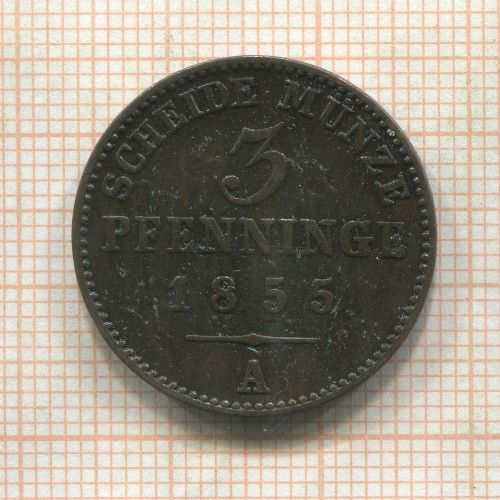 SCHEIDE MÜNZE
3
PFENNINGE
1855
A